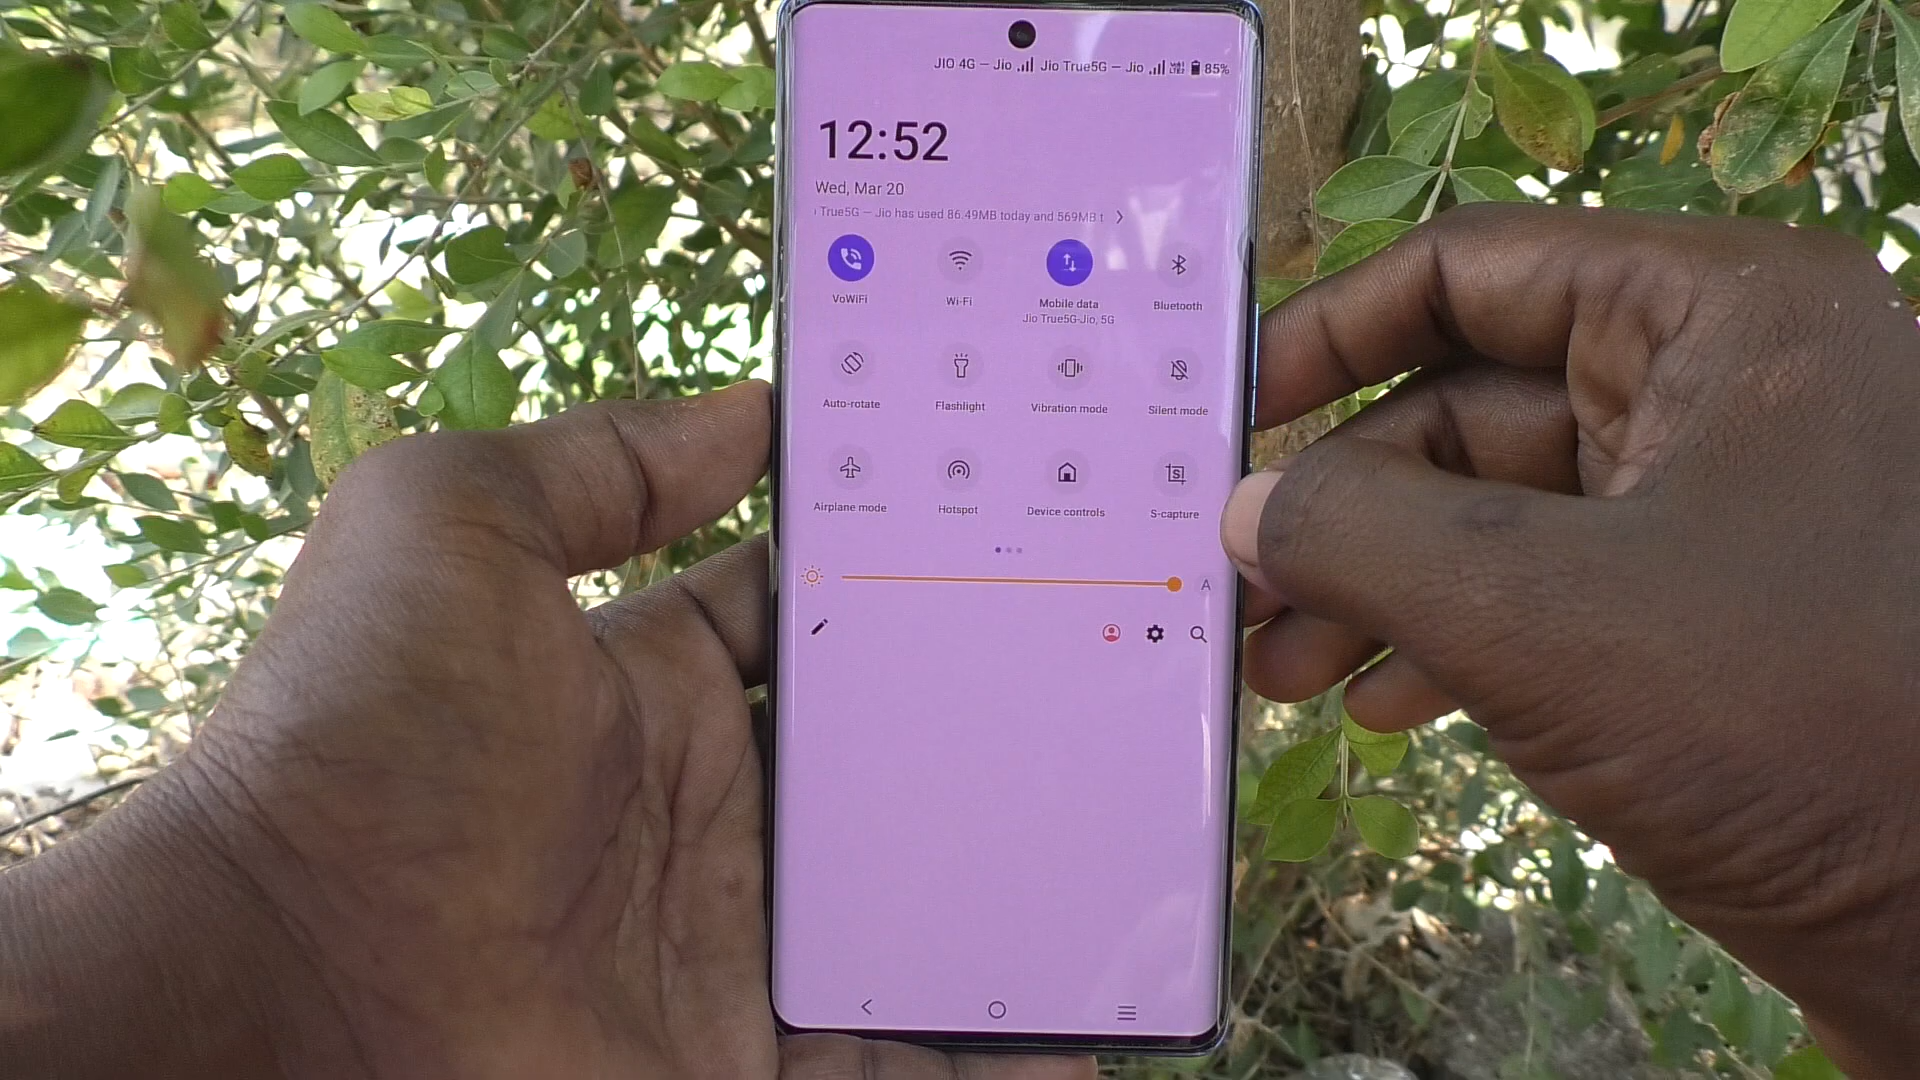 JIO 4G — Jio Jio True5G — Jio 85%
12:52
Wed, Mar 20
True5G — Jio has used 86.49MB today and 569MB t
VoWiFi Wi-Fi Mobile data Bluetooth
Jio True5G-Jio, 5G
Auto-rotate Flashlight Vibration mode Silent mode
Airplane mode Hotspot Device controls S-capture
A